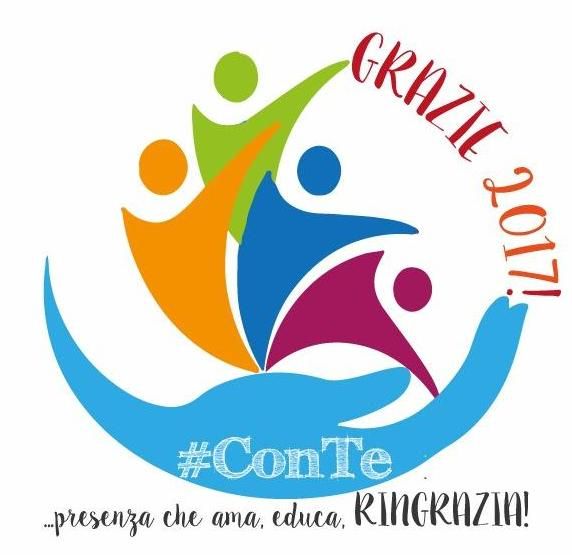 GRAZIE 2017!
#ConTe
...presenza che ama, educa, RINGRAZIA!